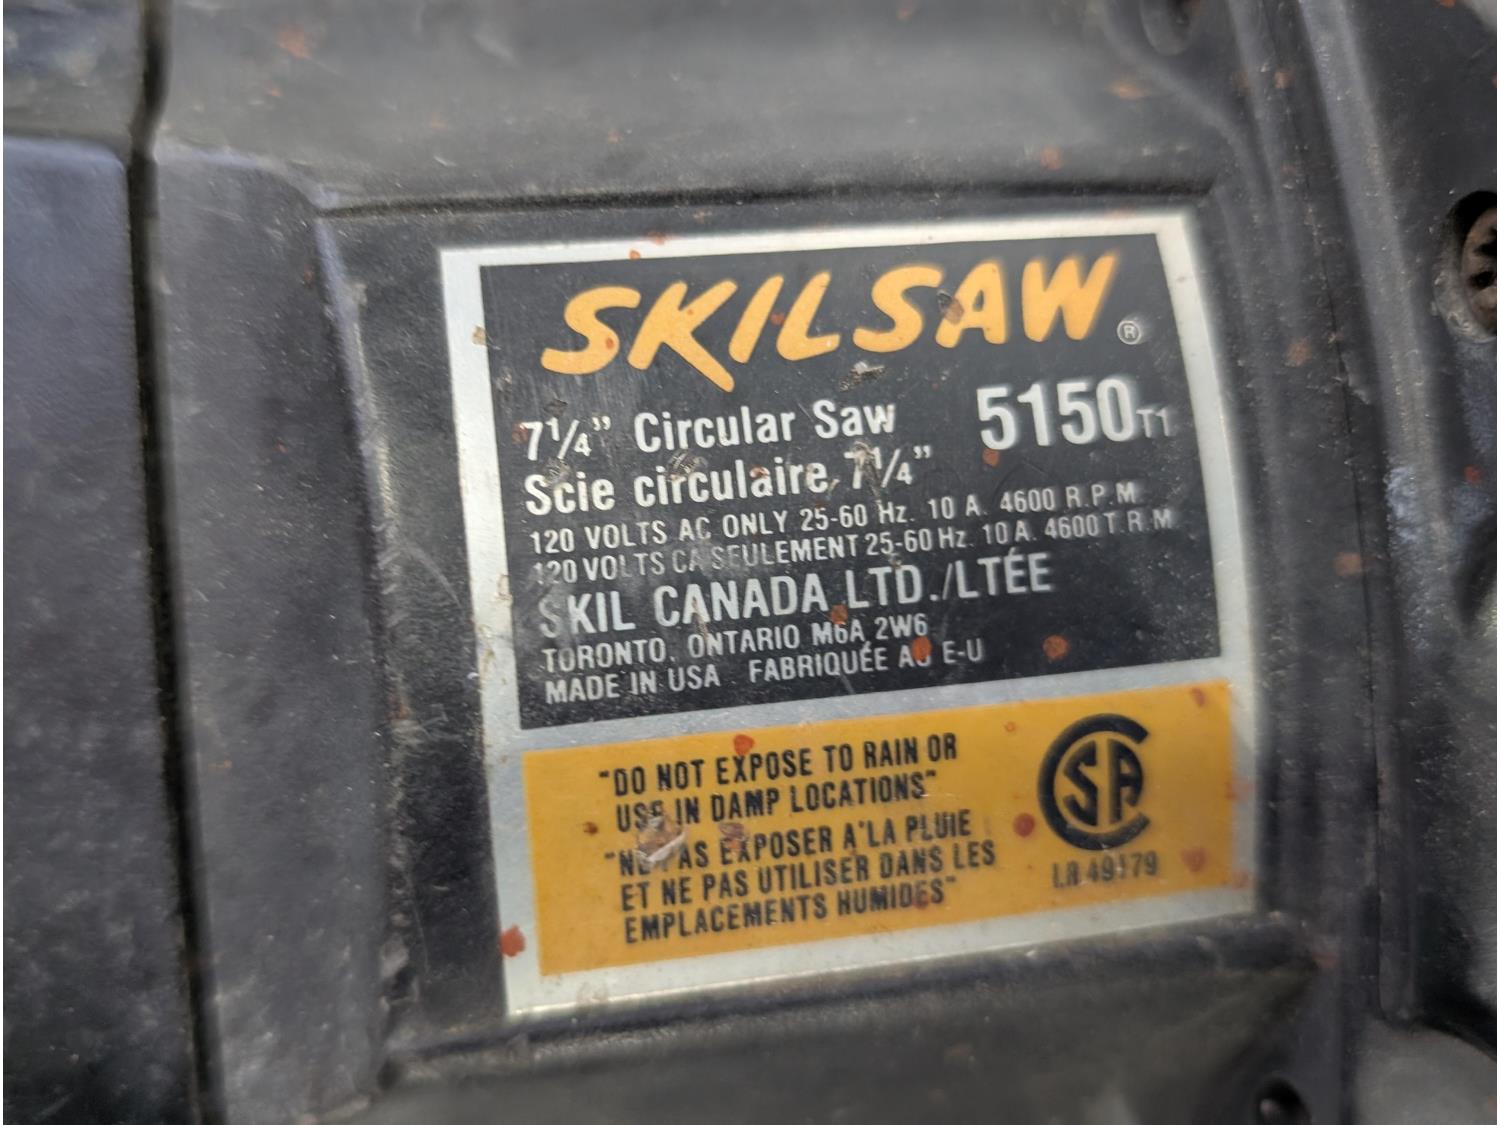 SKILSAW®
7¼" Circular Saw 5150 T1
Scie circulaire, 7¼"
120 VOLTS AC ONLY 25-60 Hz. 10 A. 4600 R.P.M
120 VOLTS CA SEULEMENT 25-60 Hz. 10 A. 4600 T.R.M
SKIL CANADA LTD./LTÉE
TORONTO, ONTARIO M6A 2W6
MADE IN USA FABRIQUÉE AU E-U
"DO NOT EXPOSE TO RAIN OR
USE IN DAMP LOCATIONS"
"NE PAS EXPOSER A'LA PLUIE
ET NE PAS UTILISER DANS LES
EMPLACEMENTS HUMIDES"
CSA
LR 49179